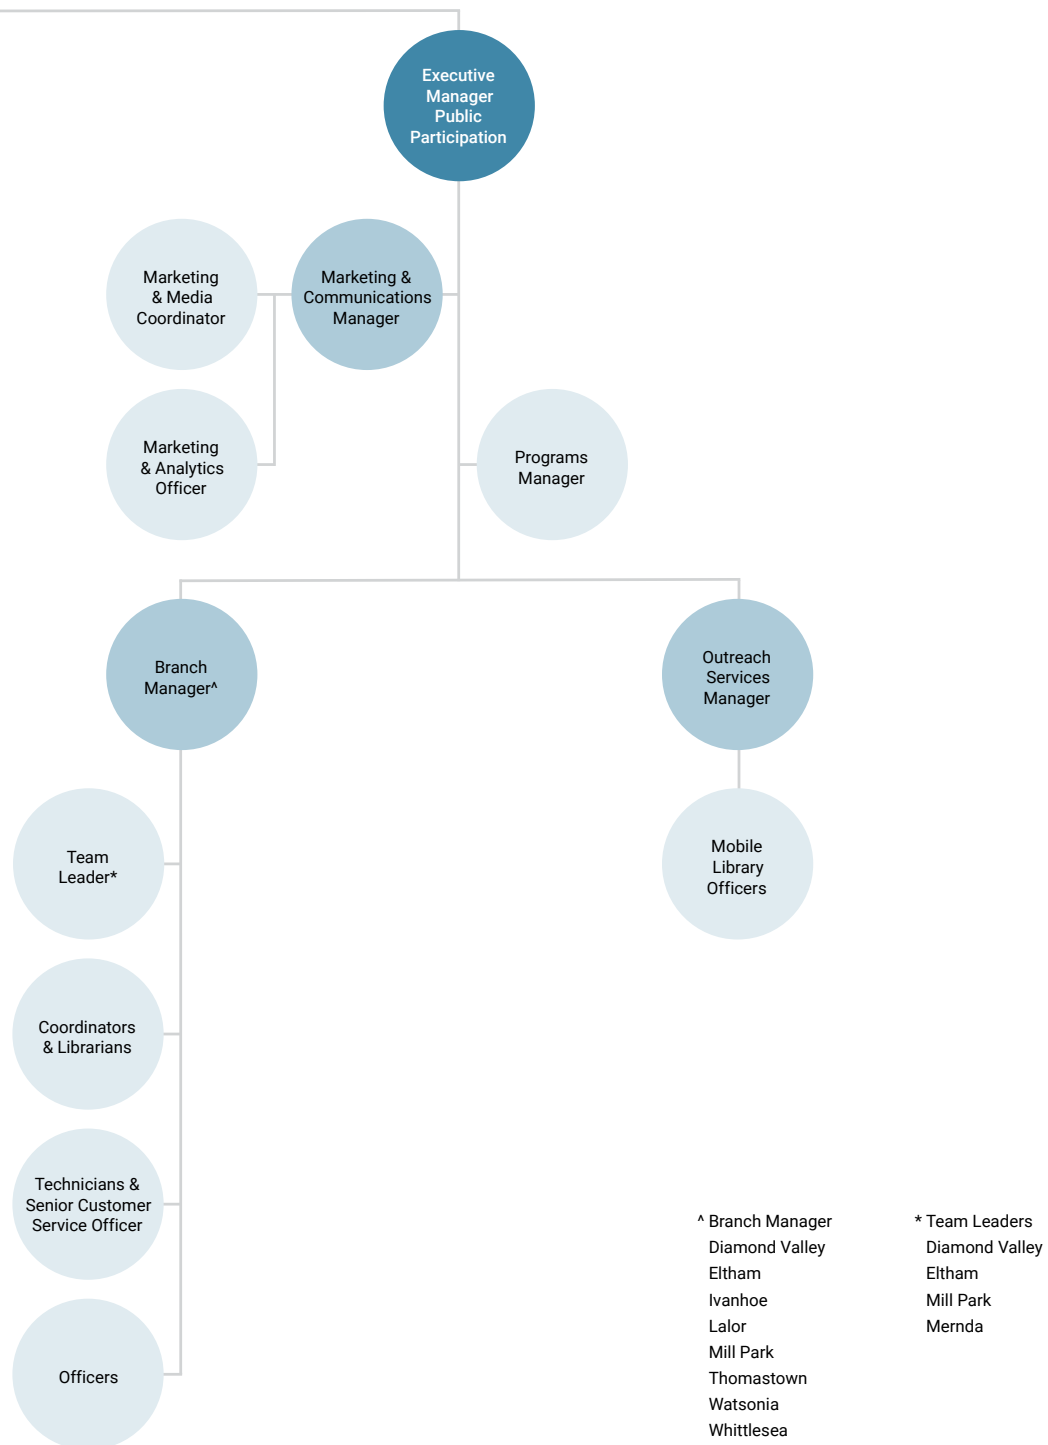 Executive
Manager
Public
Participation
Marketing
& Media
Coordinator
Marketing &
Communications
Manager
Marketing
& Analytics
Officer
Programs
Manager
Branch
Manager^
Outreach
Services
Manager
Team
Leader*
Mobile
Library
Officers
Coordinators
& Librarians
Technicians &
Senior Customer
Service Officer
Officers
^ Branch Manager
Diamond Valley
Eltham
Ivanhoe
Lalor
Mill Park
Thomastown
Watsonia
Whittlesea
* Team Leaders
Diamond Valley
Eltham
Mill Park
Mernda